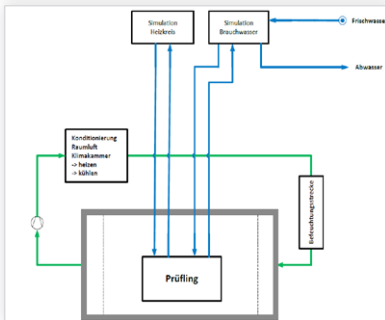 Simulation
Heizkreis
Simulation
Brauchwasser
Frischwasser
Abwasser
Konditionierung
Raumluft
Klimakammer
-> heizen
-> kühlen
Befeuchtungsstrecke
Prüfling